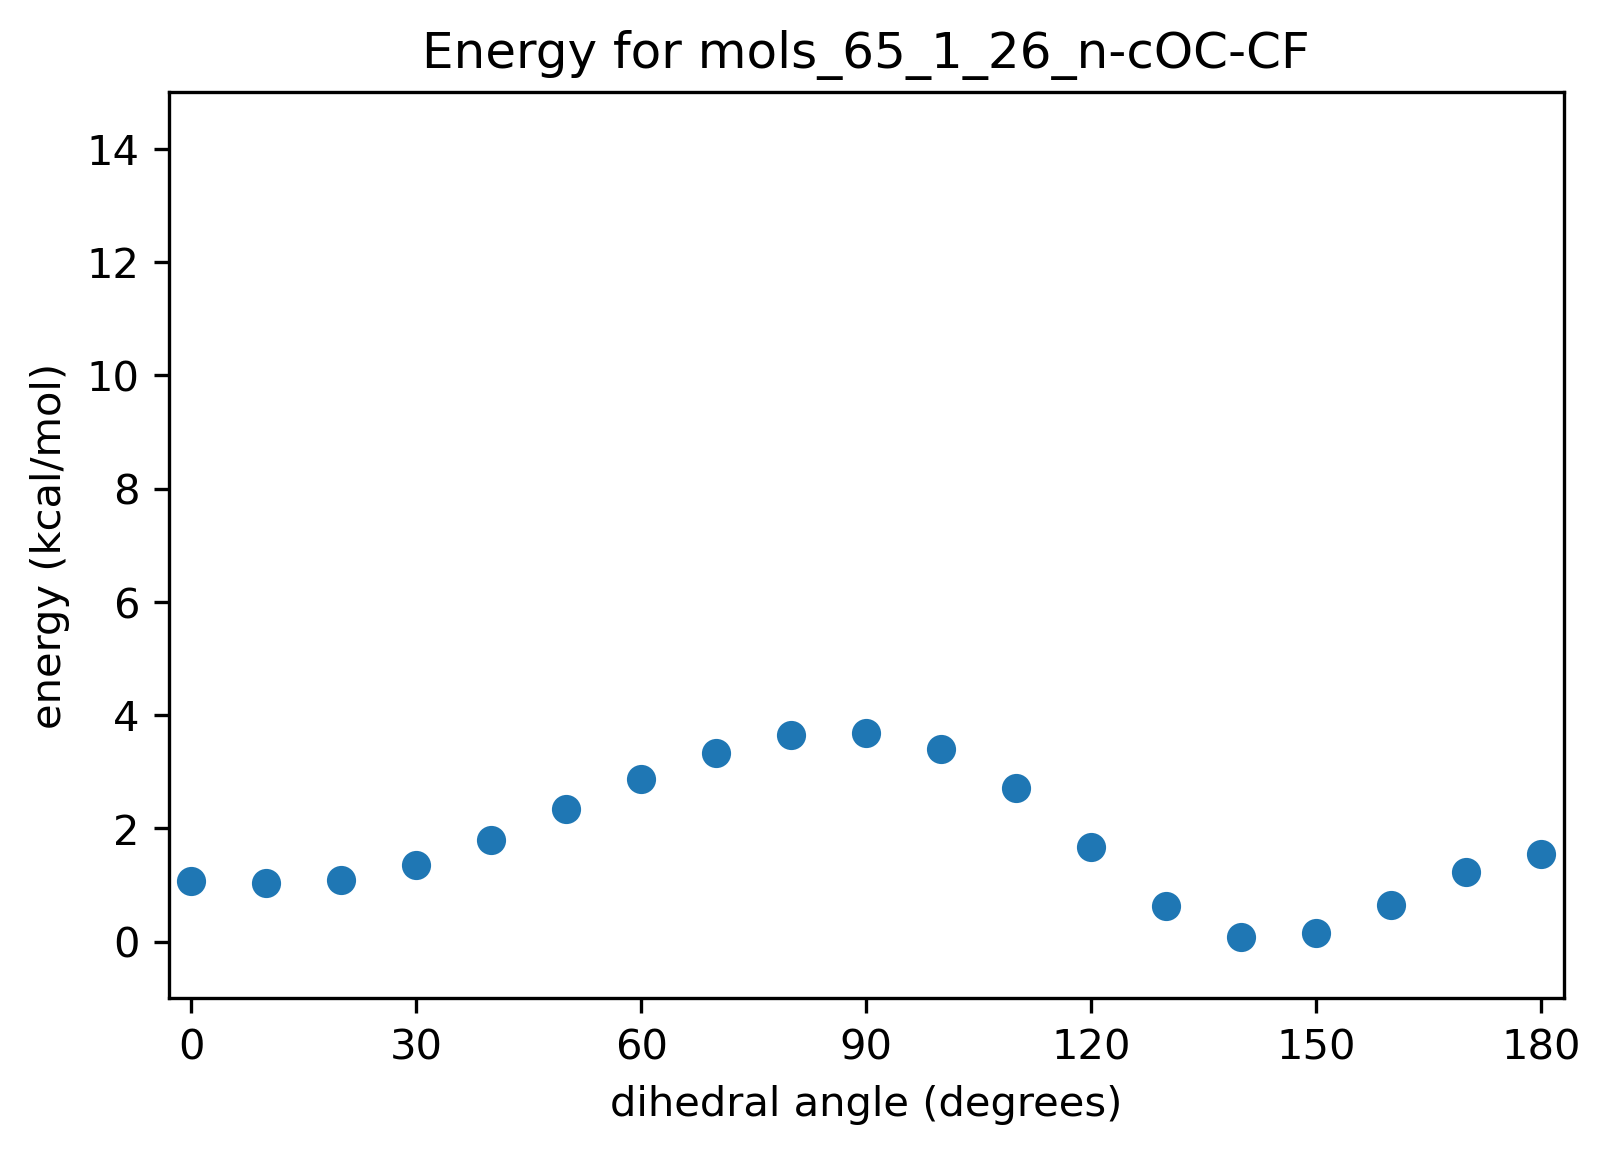 Energy for mols_65_1_26_n-cOC-CF
14
12
10
8
6
4
2
0
energy (kcal/mol)
0 30 60 90 120 150 180
dihedral angle (degrees)